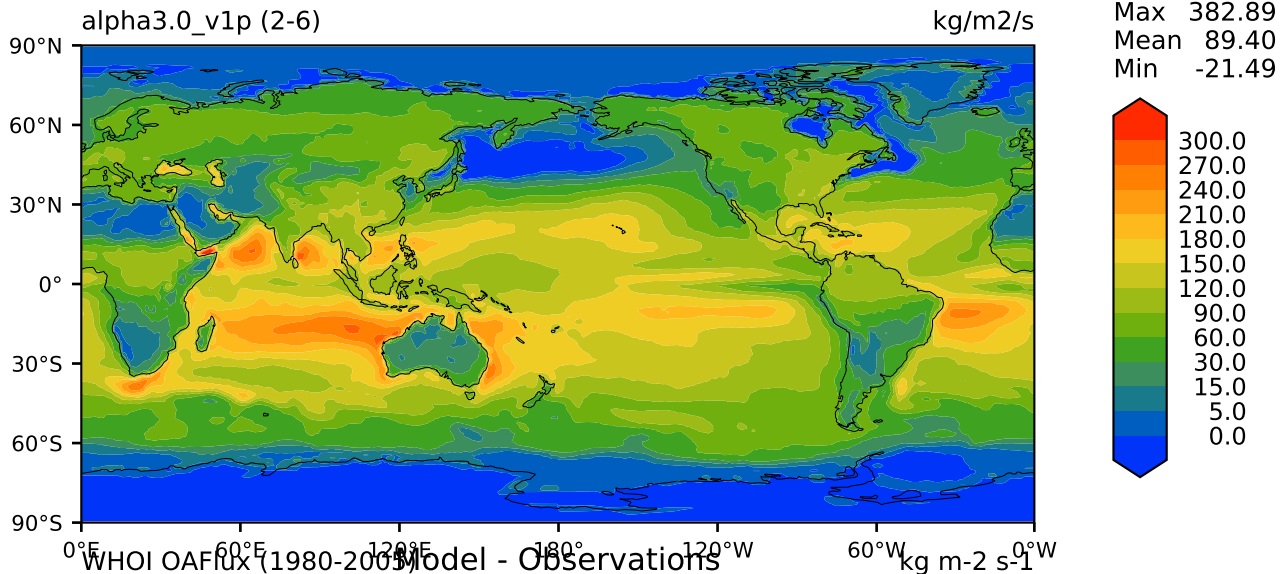 alpha3.0_v1p (2-6)
kg/m2/s
Max 382.89
Mean 89.40
Min -21.49
90°N
60°N
30°N
0°
30°S
60°S
90°S
0°E
60°E
120°E
180°
120°W
60°W
0°W
300.0
270.0
240.0
210.0
180.0
150.0
120.0
90.0
60.0
30.0
15.0
5.0
0.0
WHOI OAFlux (1980-2005)
Model - Observations
kg m-2 s-1